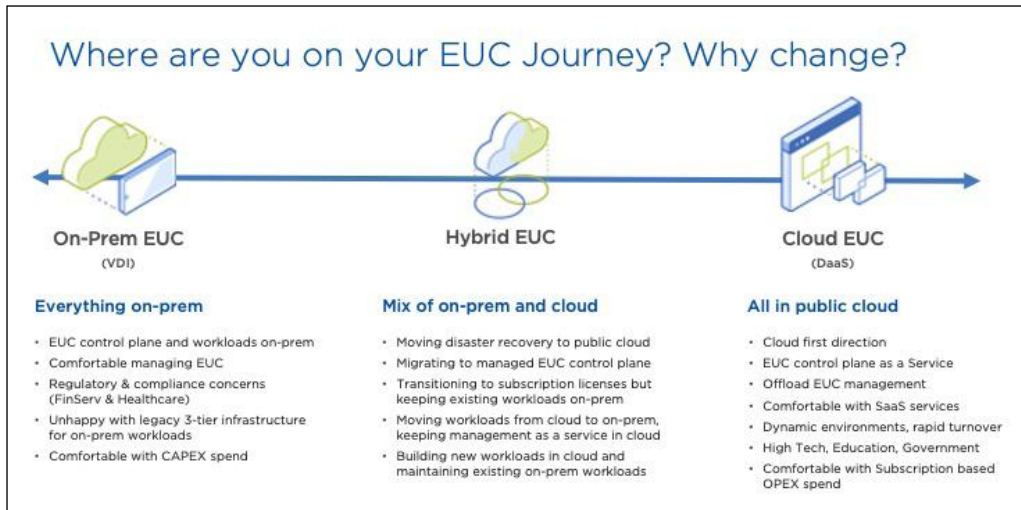 Where are you on your EUC Journey? Why change?
On-Prem EUC
(VDI)
Hybrid EUC
Cloud EUC
(DaaS)
Everything on-prem
• EUC control plane and workloads on-prem
• Comfortable managing EUC
• Regulatory & compliance concerns
(FinServ & Healthcare)
• Unhappy with legacy 3-tier infrastructure
for on-prem workloads
• Comfortable with CAPEX spend
Mix of on-prem and cloud
• Moving disaster recovery to public cloud
• Migrating to managed EUC control plane
• Transitioning to subscription licenses but
keeping existing workloads on-prem
• Moving workloads from cloud to on-prem,
keeping management as a service in cloud
• Building new workloads in cloud and
maintaining existing on-prem workloads
All in public cloud
• Cloud first direction
• EUC control plane as a Service
• Offload EUC management
• Comfortable with SaaS services
• Dynamic environments, rapid turnover
• High Tech, Education, Government
• Comfortable with Subscription based
OPEX spend